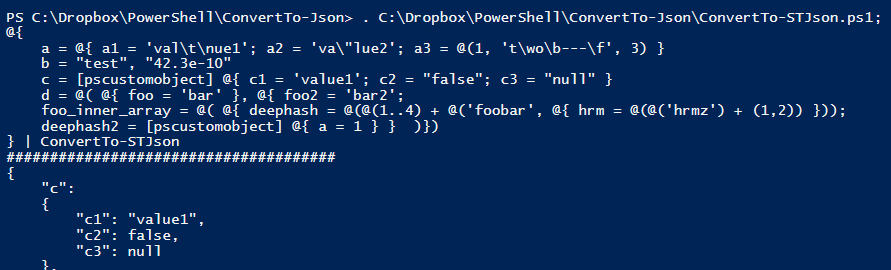 PS C:\Dropbox\PowerShell\ConvertTo-Json> . C:\Dropbox\PowerShell\ConvertTo-Json\ConvertTo-STJson.ps1;
@{
    a = @{ a1 = 'val\t\nue1'; a2 = 'va\"lue2'; a3 = @(1, 't\wo\b---\f', 3) }
    b = "test", "42.3e-10"
    c = [pscustomobject] @{ c1 = 'value1'; c2 = "false"; c3 = "null" }
    d = @( @{ foo = 'bar' }, @{ foo2 = 'bar2';
    foo_inner_array = @( @{ deephash = @(@(1..4) + @('foobar', @{ hrm = @(@('hrmz') + (1,2)) }));
    deephash2 = [pscustomobject] @{ a = 1 } }  )})
} | ConvertTo-STJson
######################################
{
    "c":
    {
        "c1": "value1",
        "c2": false,
        "c3": null
    },